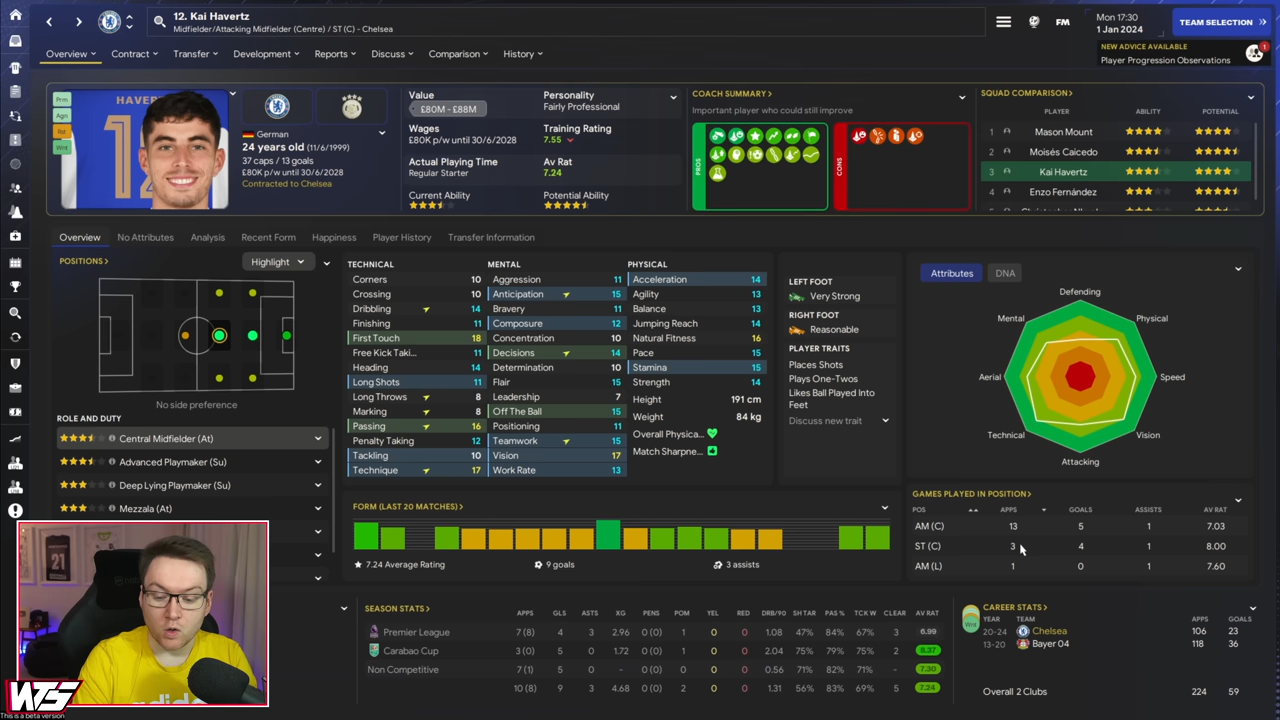 12. Kai Havertz
Midfielder/Attacking Midfielder (Centre) / ST (C) - Chelsea
FM
Mon 17:30
1 Jan 2024
TEAM SELECTION
Overview
Contract
Transfer
Development
Reports
Discuss
Comparison
History
NEW ADVICE AVAILABLE
Player Progression Observations
1
Prm
Agn
Rst
Wnt
HAVERTZ
German
24 years old (11/6/1999)
37 caps / 13 goals
£80K p/w until 30/6/2028
Contracted to Chelsea
Value
£80M - £88M
Wages
£80K p/w until 30/6/2028
Actual Playing Time
Regular Starter
Current Ability
Personality
Fairly Professional
Training Rating
7.55
Av Rat
7.24
Potential Ability
COACH SUMMARY
Important player who could still improve
PROS
CONS
SQUAD COMPARISON
PLAYER ABILITY POTENTIAL
1 Mason Mount
2 Moisés Caicedo
3 Kai Havertz
4 Enzo Fernández
Overview No Attributes Analysis Recent Form Happiness Player History Transfer Information
POSITIONS
Highlight
No side preference
ROLE AND DUTY
Central Midfielder (At)
Advanced Playmaker (Su)
Deep Lying Playmaker (Su)
Mezzala (At)
TECHNICAL
Corners 10
Crossing 10
Dribbling 14
Finishing 11
First Touch 18
Free Kick Taki... 11
Heading 14
Long Shots 11
Long Throws 8
Marking 8
Passing 16
Penalty Taking 12
Tackling 10
Technique 17
MENTAL
Aggression 11
Anticipation 15
Bravery 11
Composure 12
Concentration 10
Decisions 14
Determination 10
Flair 15
Leadership 7
Off The Ball 15
Positioning 11
Teamwork 15
Vision 17
Work Rate 13
PHYSICAL
Acceleration 14
Agility 13
Balance 13
Jumping Reach 14
Natural Fitness 16
Pace 15
Stamina 15
Strength 14
Height 191 cm
Weight 84 kg
Overall Physica...
Match Sharpne...
LEFT FOOT
Very Strong
RIGHT FOOT
Reasonable
PLAYER TRAITS
Places Shots
Plays One-Twos
Likes Ball Played Into
Feet
Discuss new trait
Attributes
DNA
Defending
Physical
Speed
Vision
Attacking
Technical
Aerial
Mental
FORM (LAST 20 MATCHES)
7.24 Average Rating
9 goals
3 assists
GAMES PLAYED IN POSITION
POS APPS GOALS ASSISTS AV RAT
AM (C) 13 5 1 7.03
ST (C) 3 4 1 8.00
AM (L) 1 0 0 7.60
SEASON STATS APPS GLS ASTS XG PENS POM YEL RED DRB/90 SH TAR PAS % TCK W CLEAR AV RAT
Premier League 7 (8) 4 3 2.96 0 (0) 1 0 0 1.08 47% 84% 67% 3 6.99
Carabao Cup 3 (0) 5 0 1.72 0 (0) 1 0 0 2.04 75% 79% 75% 2 8.37
Non Competitive 7 (1) 5 0 - 0 (0) 0 0 0 0.56 71% 82% 71% - 7.30
10 (8) 9 3 4.68 0 (0) 2 0 0 1.31 56% 83% 69% 5 7.24
Wnt
CAREER STATS
YEAR TEAM APPS GOALS
20-24 Chelsea 106 23
13-20 Bayer 04 118 36
Overall 2 Clubs 224 59
21
adidas
WTS
This is a beta version